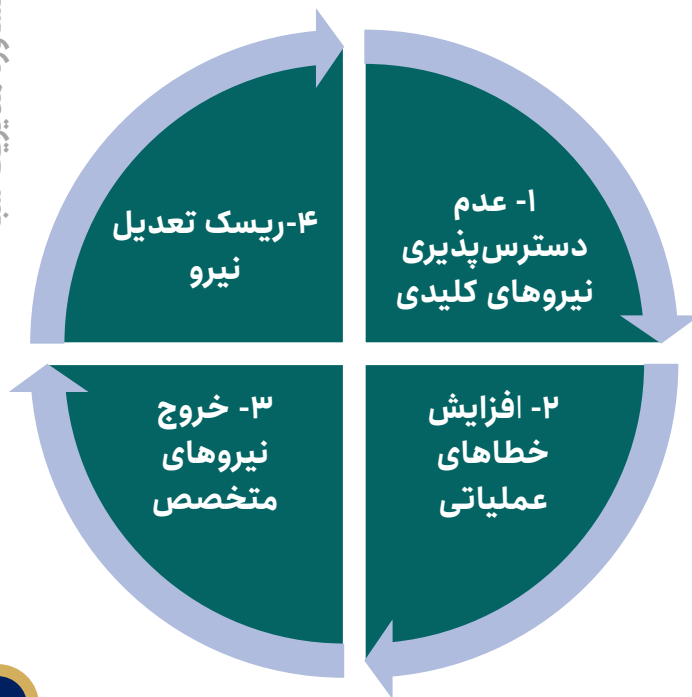 ۱- عدم
دسترس‌پذیری
نیروهای کلیدی
۲- افزایش
خطاهای
عملیاتی
۳- خروج
نیروهای
متخصص
۴-ریسک تعدیل
نیرو